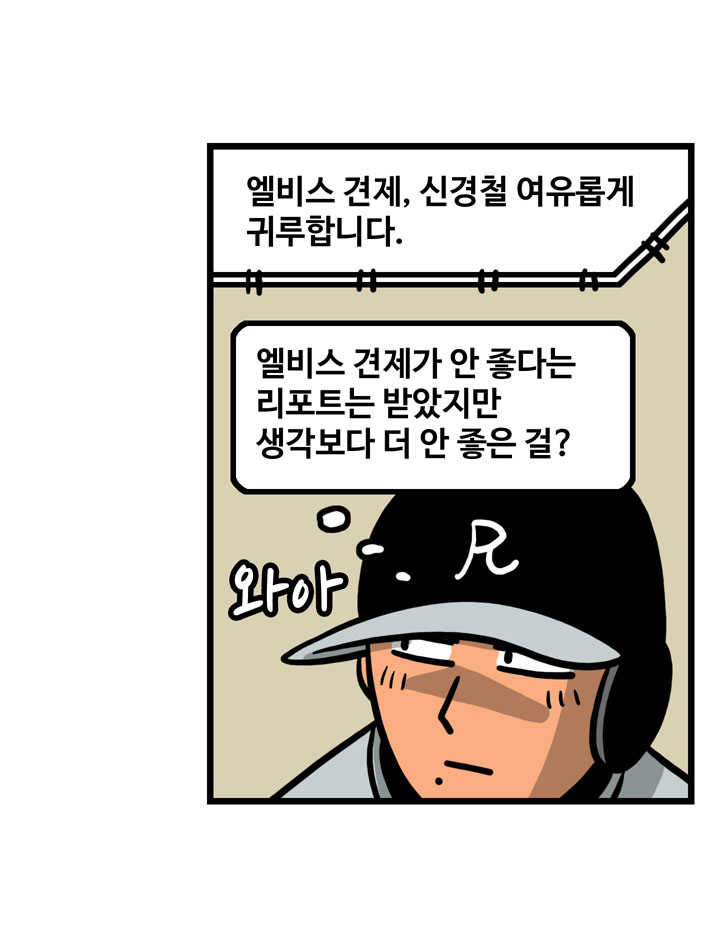 엘비스 견제, 신경철 여유롭게
귀루합니다.
엘비스 견제가 안 좋다는
리포트는 받았지만
생각보다 더 안 좋은 걸?
R
와아